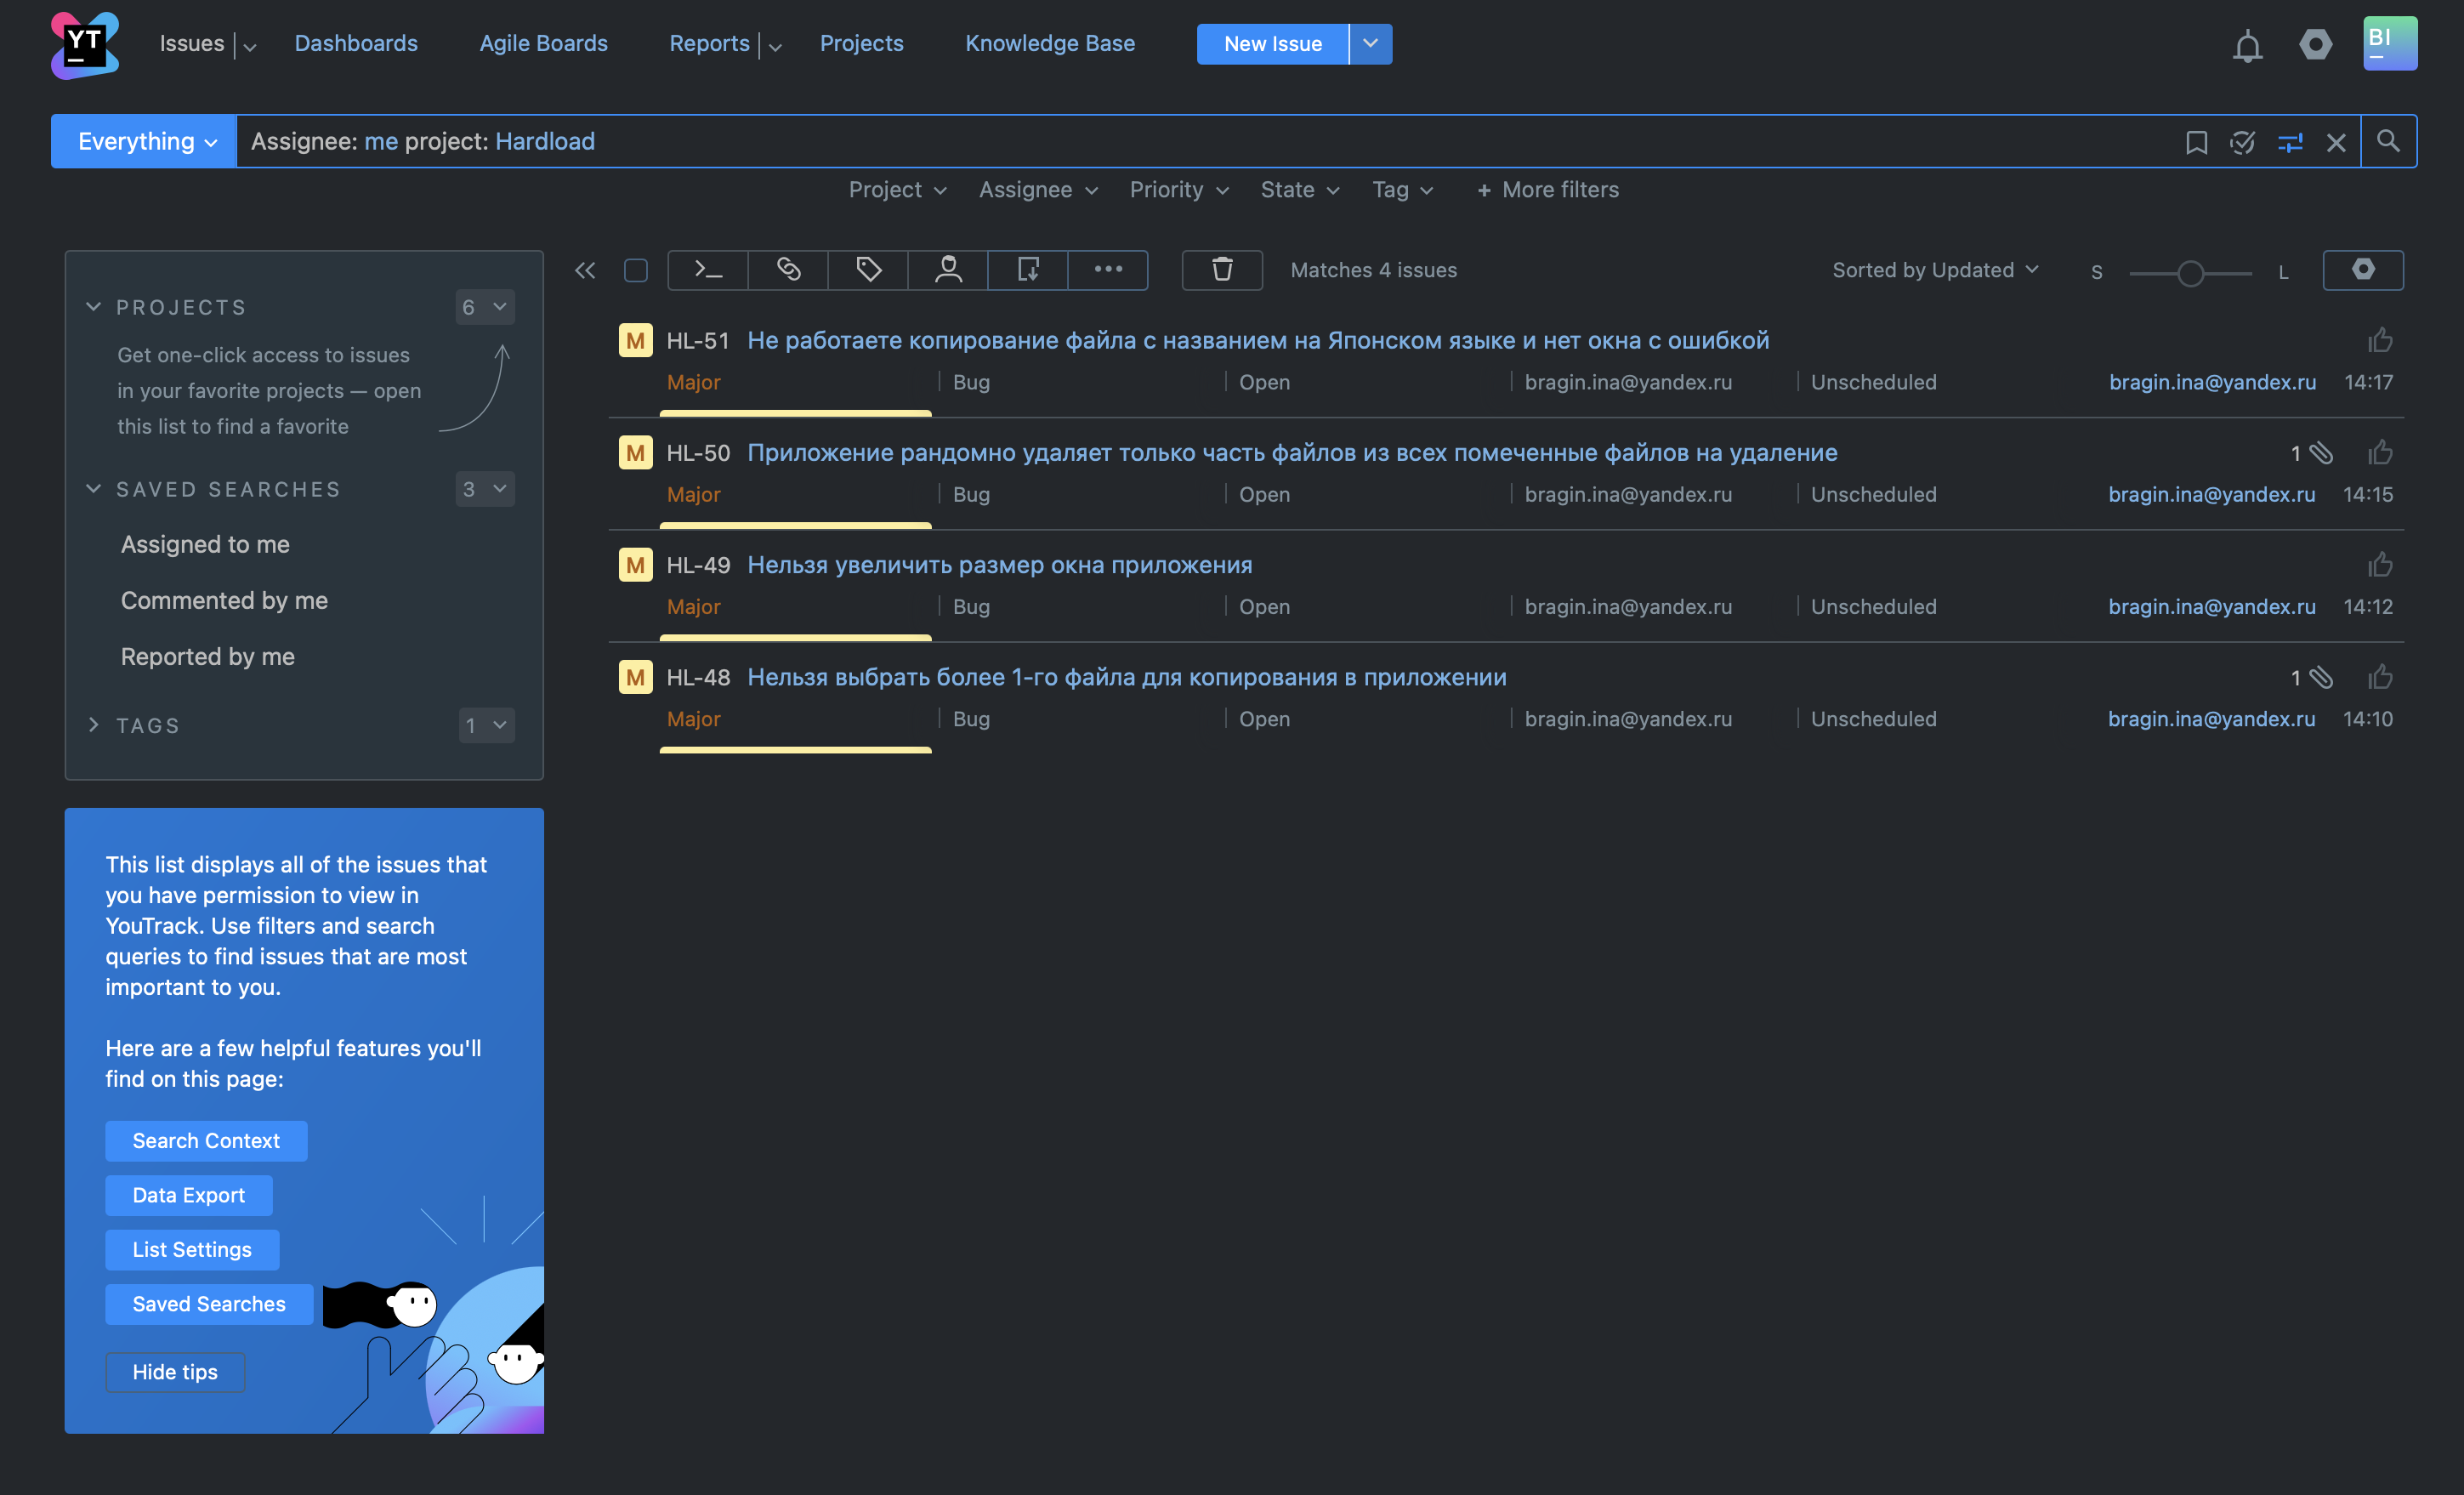 YT
Issues Dashboards Agile Boards Reports Projects Knowledge Base New Issue BI
Everything Assignee: me project: Hardload
Project Assignee Priority State Tag + More filters
PROJECTS 6
Get one-click access to issues
in your favorite projects — open
this list to find a favorite
SAVED SEARCHES 3
Assigned to me
Commented by me
Reported by me
TAGS 1
Matches 4 issues Sorted by Updated S L
M HL-51 Не работаете копирование файла с названием на Японском языке и нет окна с ошибкой
Major Bug Open bragin.ina@yandex.ru Unscheduled bragin.ina@yandex.ru 14:17
M HL-50 Приложение рандомно удаляет только часть файлов из всех помеченные файлов на удаление 1
Major Bug Open bragin.ina@yandex.ru Unscheduled bragin.ina@yandex.ru 14:15
M HL-49 Нельзя увеличить размер окна приложения
Major Bug Open bragin.ina@yandex.ru Unscheduled bragin.ina@yandex.ru 14:12
M HL-48 Нельзя выбрать более 1-го файла для копирования в приложении 1
Major Bug Open bragin.ina@yandex.ru Unscheduled bragin.ina@yandex.ru 14:10
This list displays all of the issues that
you have permission to view in
YouTrack. Use filters and search
queries to find issues that are most
important to you.
Here are a few helpful features you'll
find on this page:
Search Context
Data Export
List Settings
Saved Searches
Hide tips